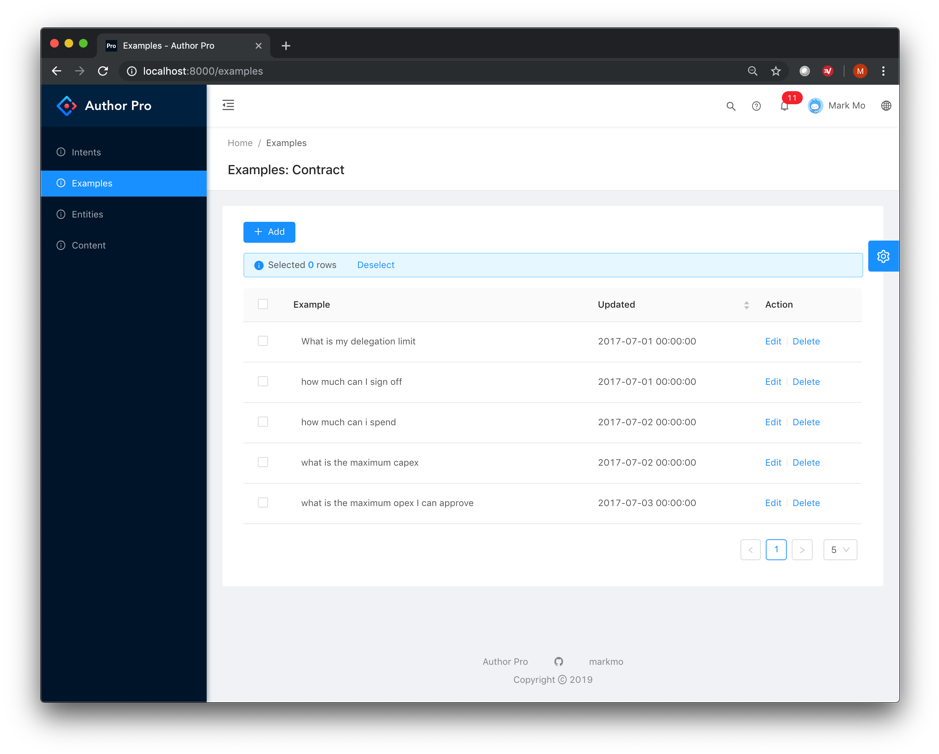 Pro Examples - Author Pro
localhost:8000/examples
M
Author Pro
11
Mark Mo
Intents
Examples
Entities
Content
Home / Examples
Examples: Contract
+ Add
Selected 0 rows Deselect
Example Updated Action
What is my delegation limit 2017-07-01 00:00:00 Edit Delete
how much can I sign off 2017-07-01 00:00:00 Edit Delete
how much can i spend 2017-07-02 00:00:00 Edit Delete
what is the maximum capex 2017-07-02 00:00:00 Edit Delete
what is the maximum opex I can approve 2017-07-03 00:00:00 Edit Delete
< 1 > 5
Author Pro markmo
Copyright © 2019